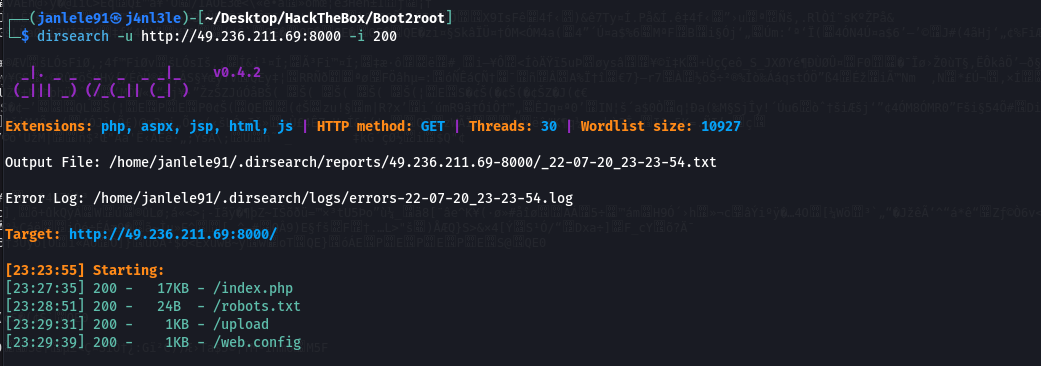 (janlele91㉿j4nl3le)-[~/Desktop/HackTheBox/Boot2root]
$ dirsearch -u http://49.236.211.69:8000 -i 200
_|. _ _  _  _  _ _|_    v0.4.2
(_||| _) (/_(_|| (_| )
Extensions: php, aspx, jsp, html, js | HTTP method: GET | Threads: 30 | Wordlist size: 10927
Output File: /home/janlele91/.dirsearch/reports/49.236.211.69-8000/_22-07-20_23-23-54.txt
Error Log: /home/janlele91/.dirsearch/logs/errors-22-07-20_23-23-54.log
Target: http://49.236.211.69:8000/
[23:23:55] Starting:
[23:27:35] 200 -   17KB - /index.php
[23:28:51] 200 -   24B  - /robots.txt
[23:29:31] 200 -    1KB - /upload
[23:29:39] 200 -    1KB - /web.config